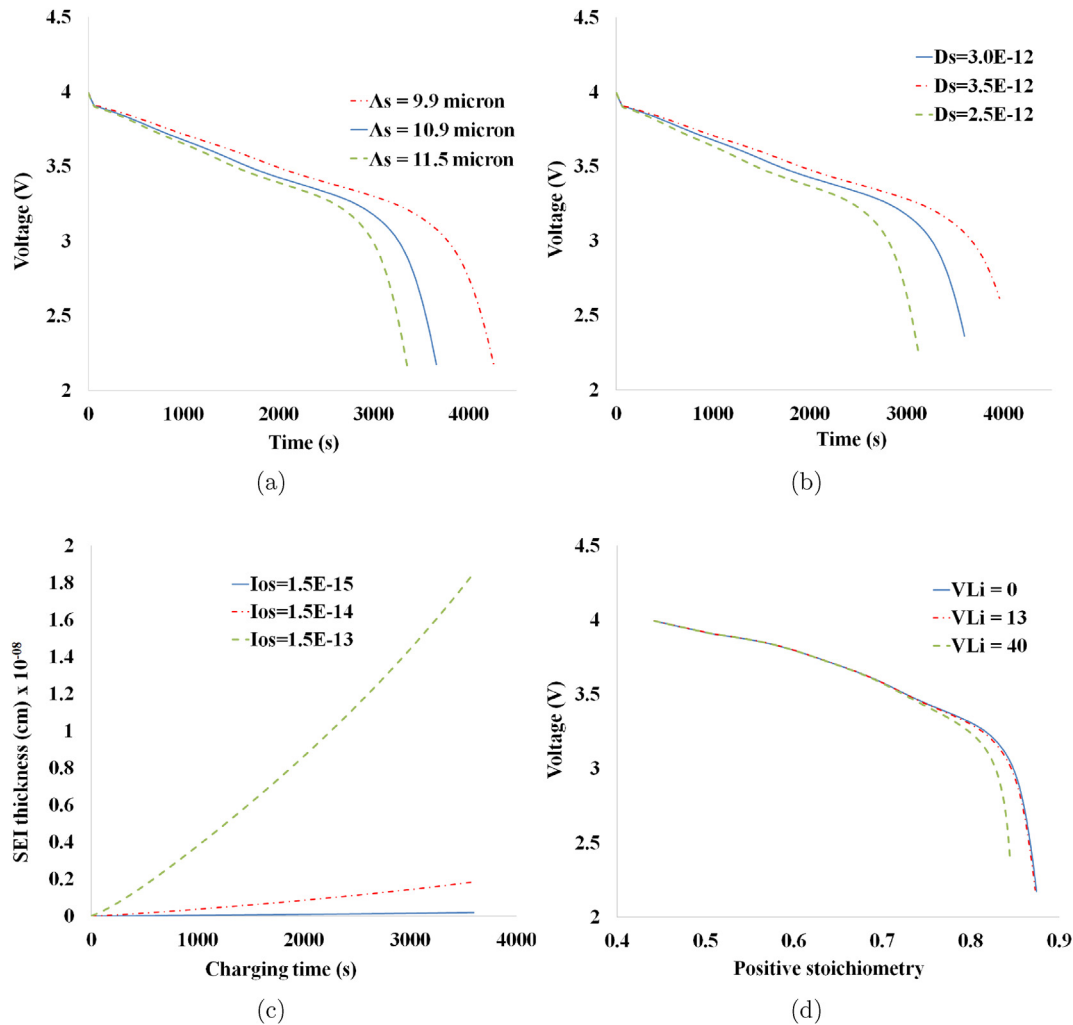 4.5
4
3.5
3
2.5
2
Voltage (V)
0
1000
2000
3000
4000
Time (s)
Λs = 9.9 micron
Λs = 10.9 micron
Λs = 11.5 micron
(a)
4.5
4
3.5
3
2.5
2
Voltage (V)
0
1000
2000
3000
4000
Time (s)
Ds=3.0E-12
Ds=3.5E-12
Ds=2.5E-12
(b)
2
1.8
1.6
1.4
1.2
1
0.8
0.6
0.4
0.2
0
SEI thickness (cm) x 10-08
0
1000
2000
3000
4000
Charging time (s)
Ios=1.5E-15
Ios=1.5E-14
Ios=1.5E-13
(c)
4.5
4
3.5
3
2.5
2
Voltage (V)
0.4
0.5
0.6
0.7
0.8
0.9
Positive stoichiometry
VLi = 0
VLi = 13
VLi = 40
(d)